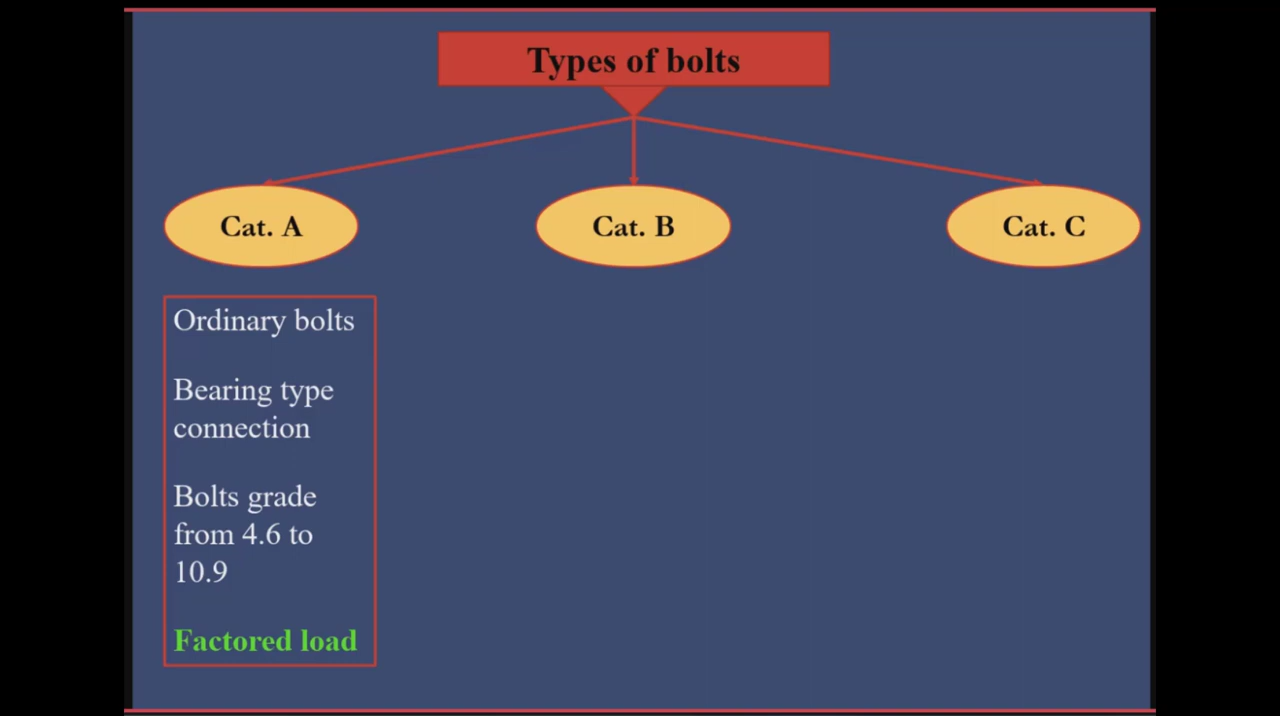 Types of bolts
Cat. A
Cat. B
Cat. C
Ordinary bolts
Bearing type
connection
Bolts grade
from 4.6 to
10.9
Factored load